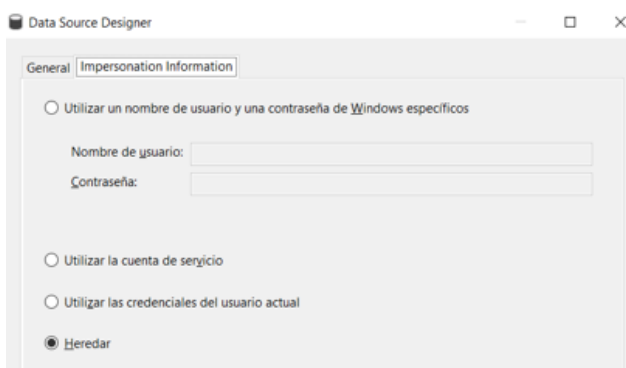 Data Source Designer
General Impersonation Information
Utilizar un nombre de usuario y una contraseña de Windows específicos
Nombre de usuario:
Contraseña:
Utilizar la cuenta de servicio
Utilizar las credenciales del usuario actual
Heredar